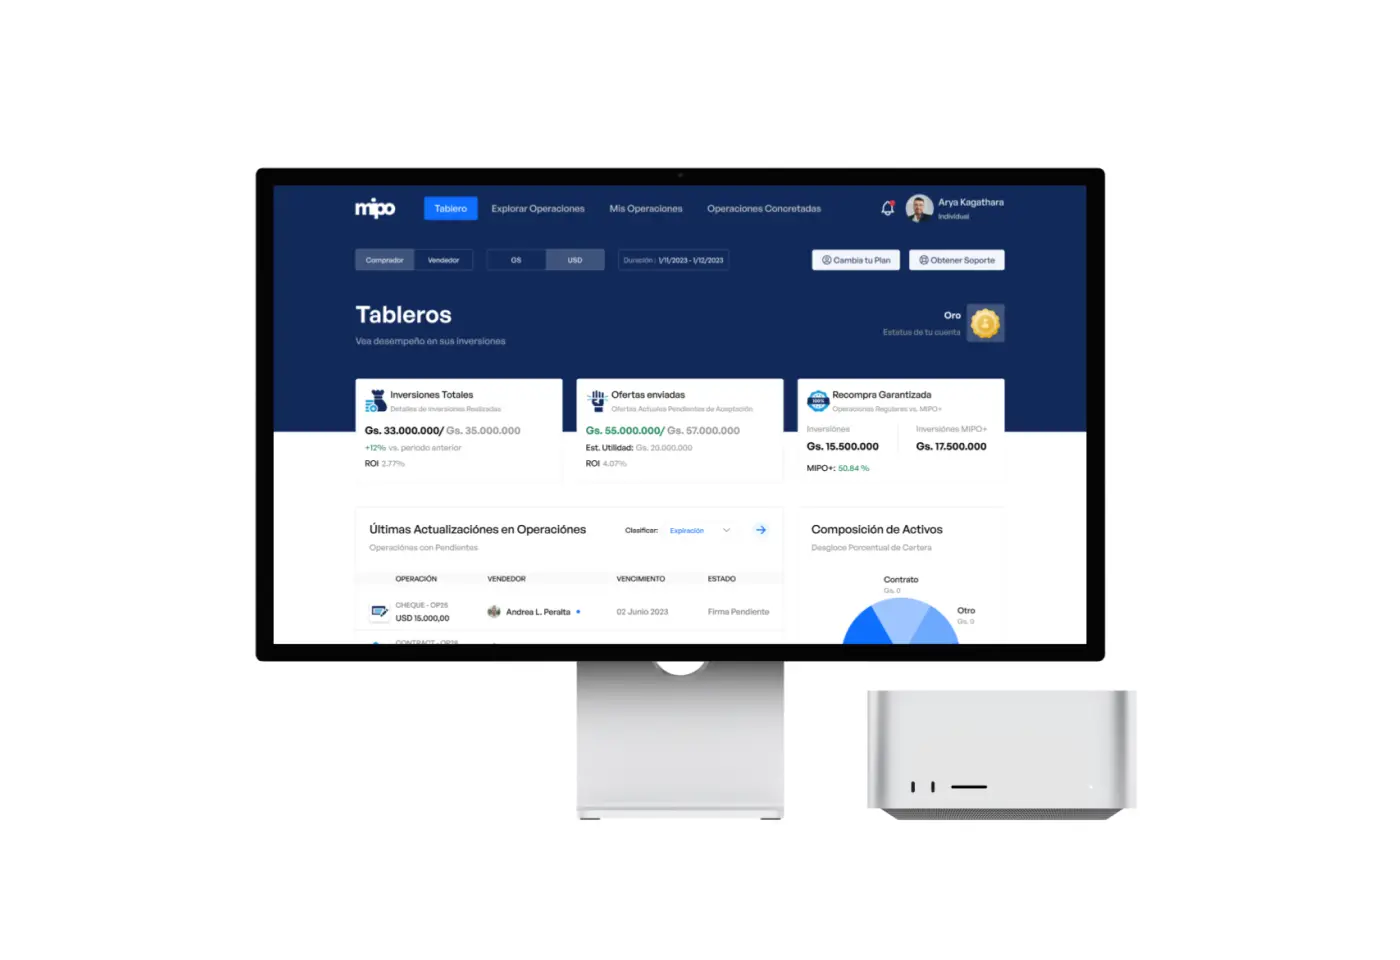 mipo
Tablero
Explorar Operaciones
Mis Operaciones
Operaciones Concretadas
Arya Kagathara
Individual
Comprador
Vendedor
GS
USD
Duración : 1/11/2023 - 1/12/2023
Cambia tu Plan
Obtener Soporte
Tableros
Vea desempeño en sus inversiones
Oro
Estatus de tu cuenta
Inversiones Totales
Detalles de Inversiones Realizadas
Gs. 33.000.000/ Gs. 35.000.000
+12% vs. periodo anterior
ROI 2.77%
Ofertas enviadas
Ofertas Actuales Pendientes de Aceptación
Gs. 55.000.000/ Gs. 57.000.000
Est. Utilidad: Gs. 20.000.000
ROI 4.07%
100%
Recompra Garantizada
Operaciones Regulares vs. MIPO+
Inversiónes
Gs. 15.500.000
Inversiónes MIPO+
Gs. 17.500.000
MIPO+: 50.84 %
Últimas Actualizaciónes en Operaciónes
Operaciónes con Pendientes
Clasificar:
Expiración
OPERACIÓN
VENDEDOR
VENCIMIENTO
ESTADO
CHEQUE - OP25
USD 15.000,00
Andrea L. Peralta
02 Junio 2023
Firma Pendiente
Composición de Activos
Desgloce Porcentual de Cartera
Contrato
Gs. 0
Otro
Gs. 0